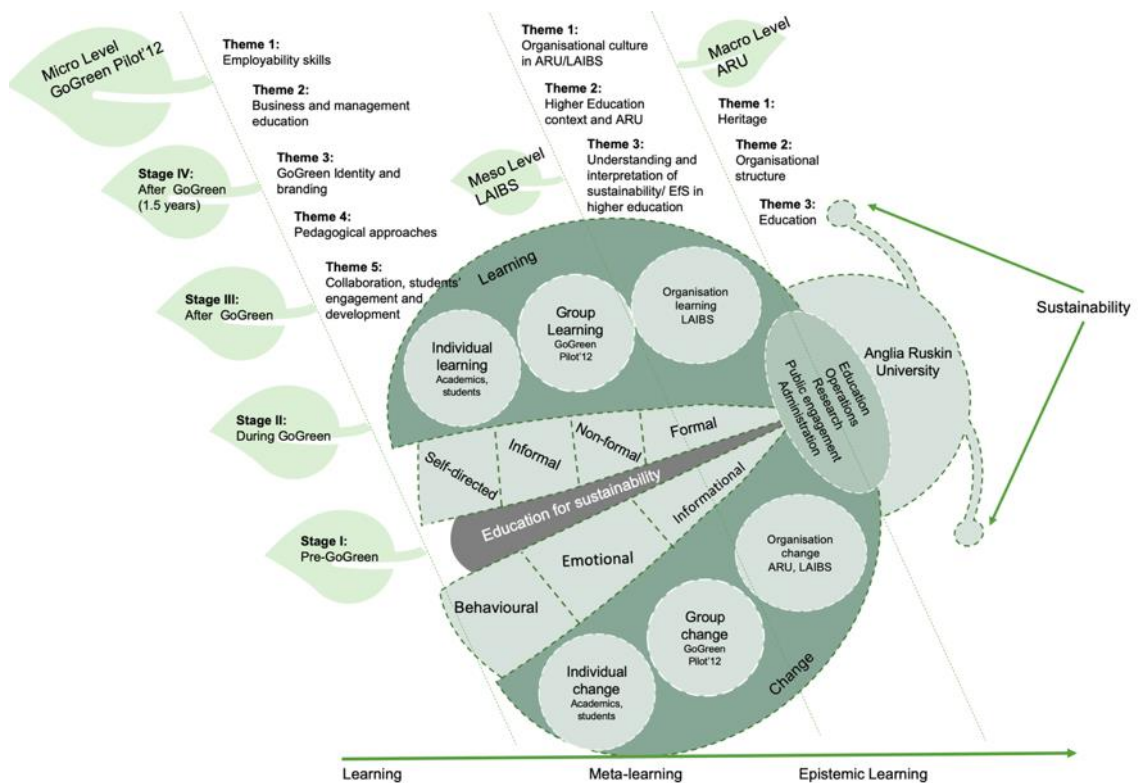 Micro Level
GoGreen Pilot'12
Theme 1:
Employability skills
Theme 2:
Business and management
education
Theme 3:
GoGreen Identity and
branding
Theme 4:
Pedagogical approaches
Theme 5:
Collaboration, students'
engagement and
development
Stage IV:
After GoGreen
(1.5 years)
Stage III:
After GoGreen
Stage II:
During GoGreen
Stage I:
Pre-GoGreen
Meso Level
LAIBS
Theme 1:
Organisational culture
in ARU/LAIBS
Theme 2:
Higher Education
context and ARU
Theme 3:
Understanding and
interpretation of
sustainability/ EfS in
higher education
Macro Level
ARU
Theme 1:
Heritage
Theme 2:
Organisational
structure
Theme 3:
Education
Learning
Individual
learning
Academics,
students
Group
Learning
GoGreen
Pilot'12
Organisation
learning
LAIBS
Self-directed
Informal
Non-formal
Formal
Education for sustainability
Behavioural
Emotional
Informational
Individual
change
Academics,
students
Group
change
GoGreen
Pilot'12
Organisation
change
ARU, LAIBS
Change
Education
Operations
Research
Public engagement
Administration
Anglia Ruskin
University
Sustainability
Learning
Meta-learning
Epistemic Learning